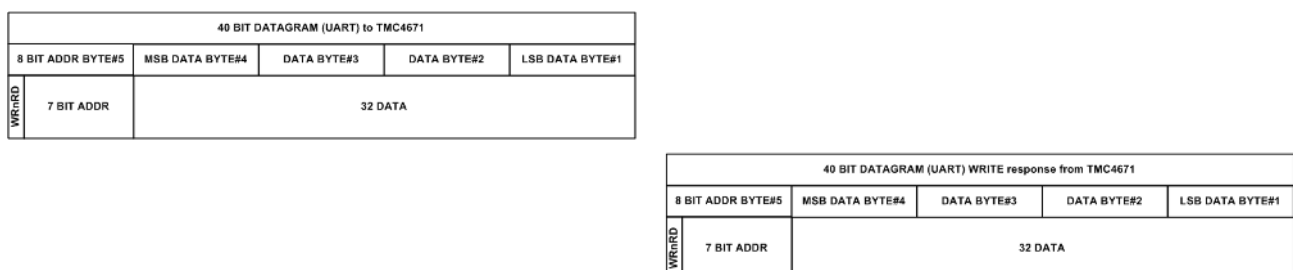 40 BIT DATAGRAM (UART) to TMC4671
8 BIT ADDR BYTE#5 MSB DATA BYTE#4 DATA BYTE#3 DATA BYTE#2 LSB DATA BYTE#1
WRnRD 7 BIT ADDR 32 DATA
40 BIT DATAGRAM (UART) WRITE response from TMC4671
8 BIT ADDR BYTE#5 MSB DATA BYTE#4 DATA BYTE#3 DATA BYTE#2 LSB DATA BYTE#1
WRnRD 7 BIT ADDR 32 DATA